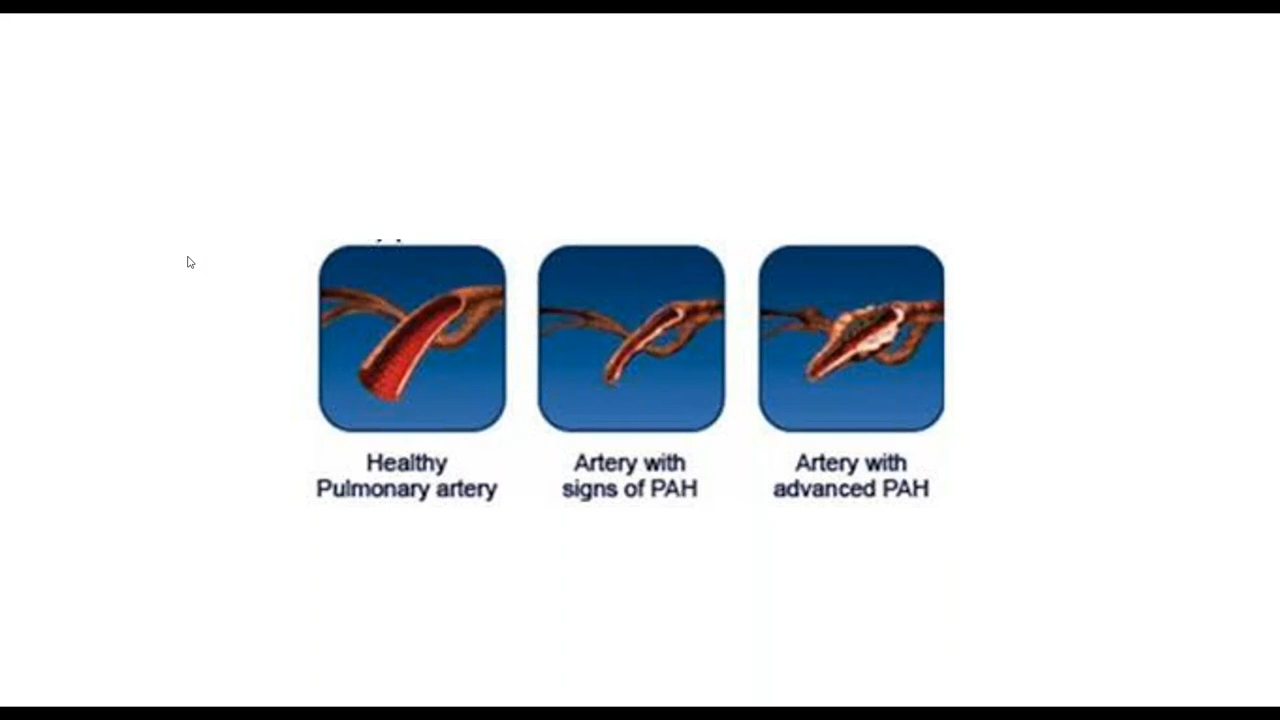 Healthy
Pulmonary artery
Artery with
signs of PAH
Artery with
advanced PAH